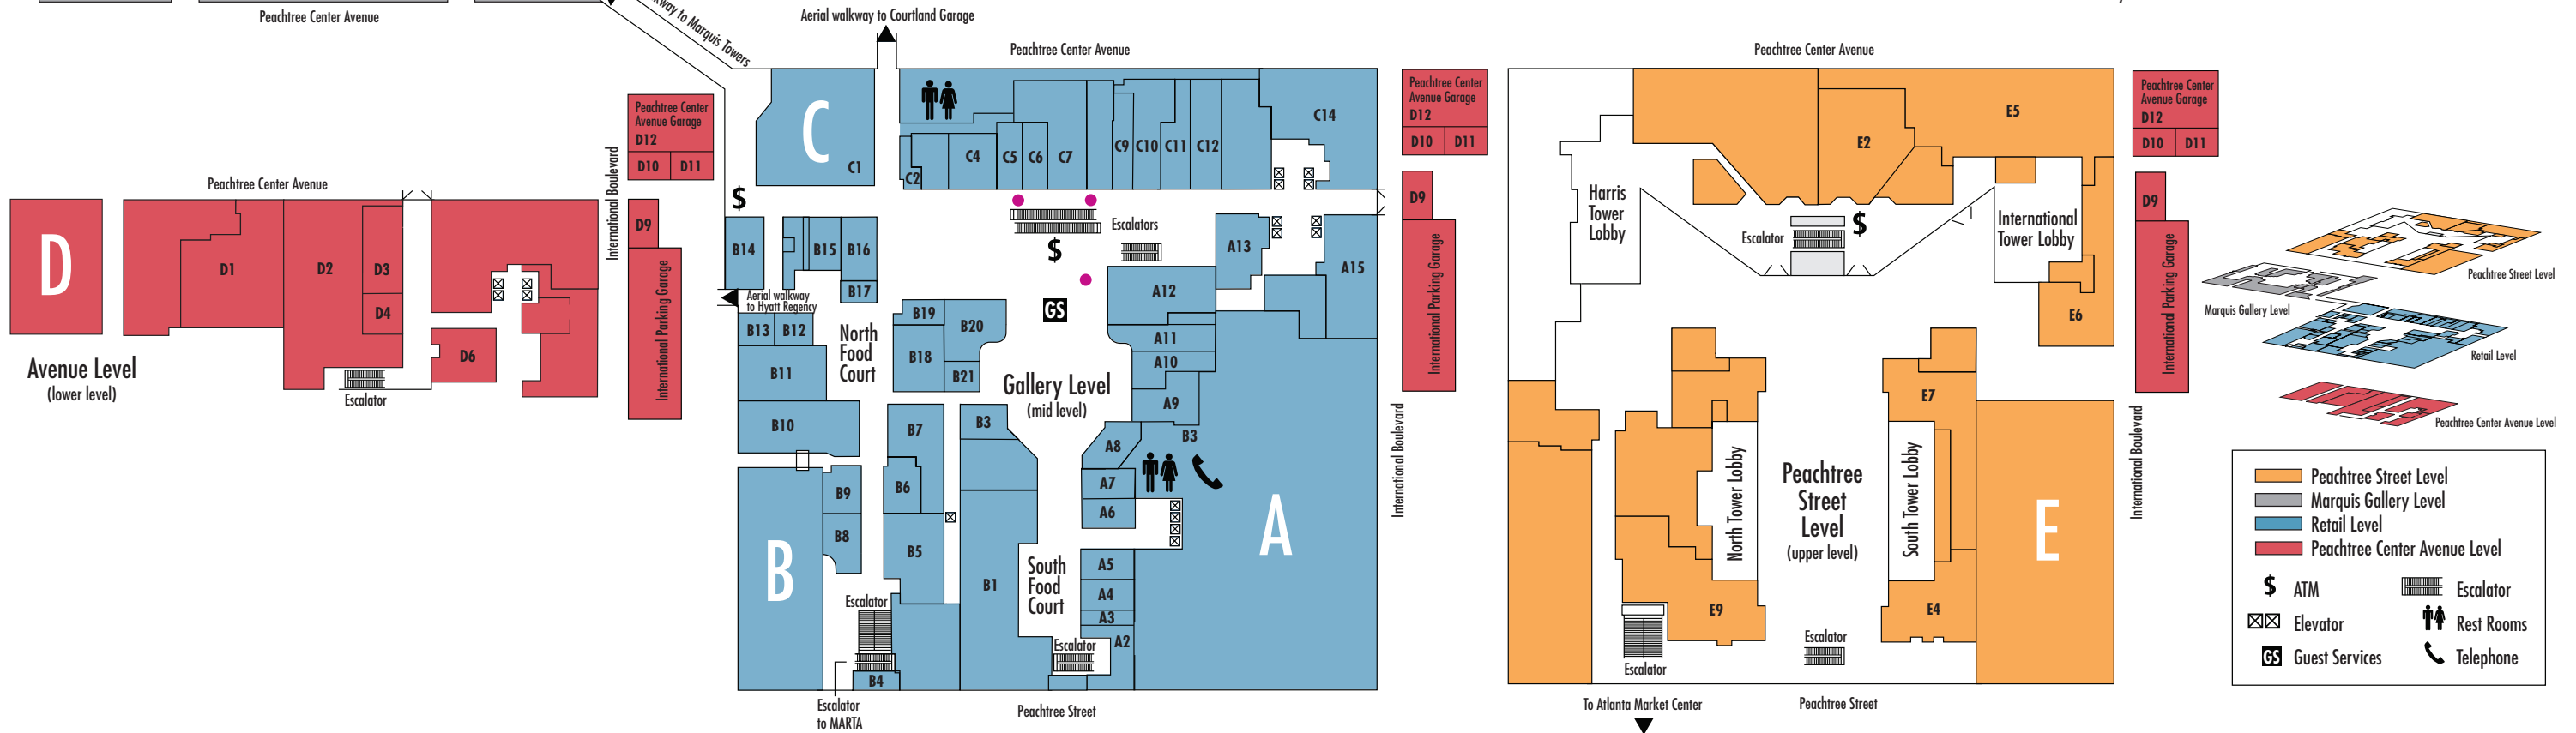 Peachtree Center Avenue
Aerial walkway to Courtland Garage
way to Marquis Towers
D
Avenue Level
(lower level)
Peachtree Center Avenue
D1
D2
D3
D4
D6
Escalator
International Boulevard
Peachtree Center
Avenue Garage
D12
D10
D11
D9
International Parking Garage
Peachtree Center Avenue
C
C1
C2
C4
C5
C6
C7
C9
C10
C11
C12
C14
$
B14
B15
B16
B17
Aerial walkway
to Hyatt Regency
B13
B12
B11
B10
North
Food
Court
B19
B20
B18
B21
Escalators
$
GS
Gallery Level
(mid level)
A13
A15
A12
A11
A10
A9
B3
B7
B3
A8
B6
B9
A7
A6
B8
B5
B
B1
South
Food
Court
A5
A4
A3
A2
A
Escalator
Escalator
B4
Escalator
to MARTA
Peachtree Street
Peachtree Center
Avenue Garage
D12
D10
D11
D9
International Parking Garage
International Boulevard
Peachtree Center Avenue
E5
E2
Harris
Tower
Lobby
Escalator
$
International
Tower Lobby
E6
E7
North Tower Lobby
Peachtree
Street
Level
(upper level)
South Tower Lobby
E
E9
E4
Escalator
Escalator
To Atlanta Market Center
Peachtree Street
Peachtree Center
Avenue Garage
D12
D10
D11
D9
International Parking Garage
International Boulevard
Peachtree Street Level
Marquis Gallery Level
Retail Level
Peachtree Center Avenue Level
Peachtree Street Level
Marquis Gallery Level
Retail Level
Peachtree Center Avenue Level
$ ATM
Escalator
Elevator
Rest Rooms
GS Guest Services
Telephone